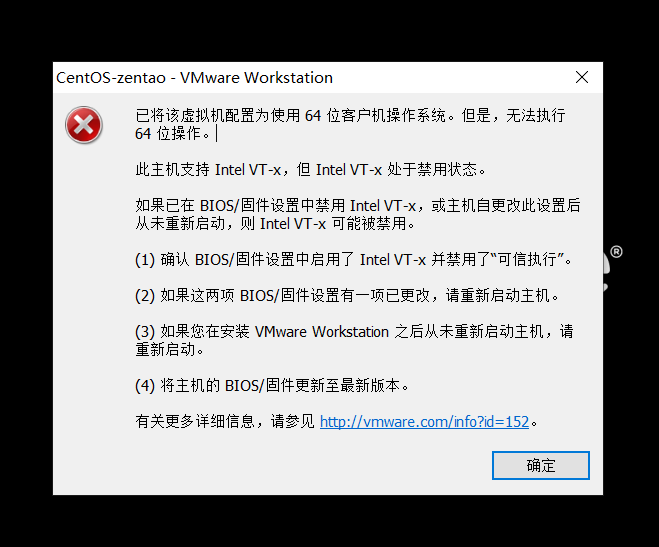 CentOS-zentao - VMware Workstation
已将该虚拟机配置为使用 64 位客户机操作系统。但是，无法执行
64 位操作。
此主机支持 Intel VT-x，但 Intel VT-x 处于禁用状态。
如果已在 BIOS/固件设置中禁用 Intel VT-x，或主机自更改此设置后
从未重新启动，则 Intel VT-x 可能被禁用。
(1) 确认 BIOS/固件设置中启用了 Intel VT-x 并禁用了“可信执行”。
(2) 如果这两项 BIOS/固件设置有一项已更改，请重新启动主机。
(3) 如果您在安装 VMware Workstation 之后从未重新启动主机，请
重新启动。
(4) 将主机的 BIOS/固件更新至最新版本。
有关更多详细信息，请参见 http://vmware.com/info?id=152。
确定
®